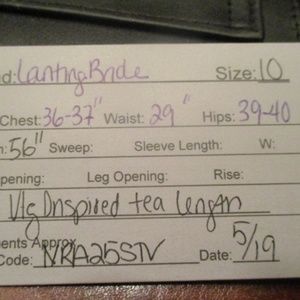 d: Lanting Bride Size: 10
Chest: 36-37" Waist: 29" Hips: 39-40
n: 56" Sweep: Sleeve Length: W:
pening: Leg Opening: Rise:
Vtg Inspired tea length
ents Approx
Code: NRA25STV Date: 5/19